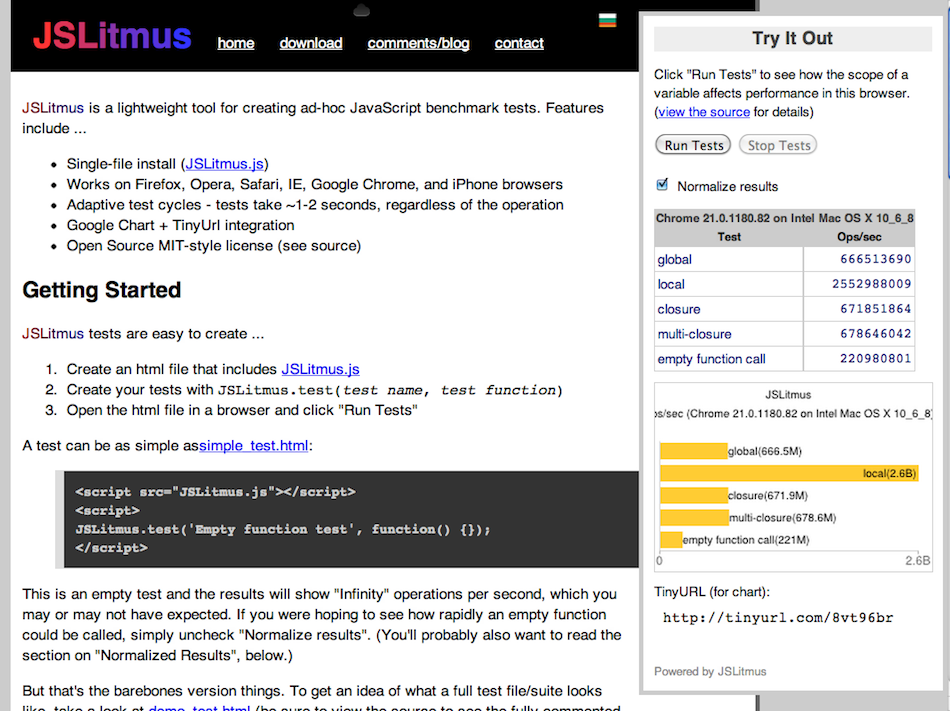 JSLitmus
home download comments/blog contact
JSLitmus is a lightweight tool for creating ad-hoc JavaScript benchmark tests. Features
include ...
• Single-file install (JSLitmus.js)
• Works on Firefox, Opera, Safari, IE, Google Chrome, and iPhone browsers
• Adaptive test cycles - tests take ~1-2 seconds, regardless of the operation
• Google Chart + TinyUrl integration
• Open Source MIT-style license (see source)
Getting Started
JSLitmus tests are easy to create ...
1. Create an html file that includes JSLitmus.js
2. Create your tests with JSLitmus.test(test name, test function)
3. Open the html file in a browser and click "Run Tests"
A test can be as simple assimple_test.html:
<script src="JSLitmus.js"></script>
<script>
JSLitmus.test('Empty function test', function() {});
</script>
This is an empty test and the results will show "Infinity" operations per second, which you
may or may not have expected. If you were hoping to see how rapidly an empty function
could be called, simply uncheck "Normalize results". (You'll probably also want to read the
section on "Normalized Results", below.)
But that's the barebones version things. To get an idea of what a full test file/suite looks
like, take a look at demo_test.html (be sure to view the source to see the fully commented
Try It Out
Click "Run Tests" to see how the scope of a
variable affects performance in this browser.
(view the source for details)
Run Tests Stop Tests
Normalize results
Chrome 21.0.1180.82 on Intel Mac OS X 10_6_8
Test Ops/sec
global 666513690
local 2552988009
closure 671851864
multi-closure 678646042
empty function call 220980801
JSLitmus
ps/sec (Chrome 21.0.1180.82 on Intel Mac OS X 10_6_8)
global(666.5M)
local(2.6B)
closure(671.9M)
multi-closure(678.6M)
empty function call(221M)
0 2.6B
TinyURL (for chart):
http://tinyurl.com/8vt96br
Powered by JSLitmus